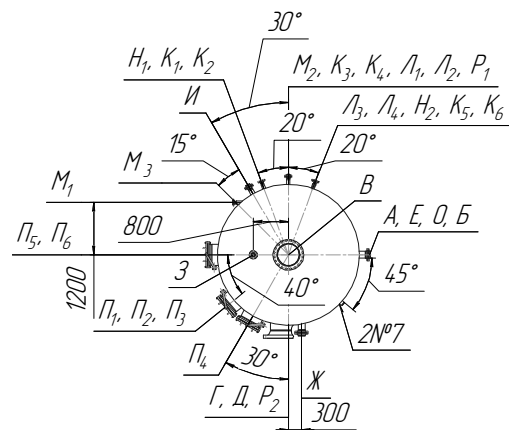 30°
Н₁, К₁, К₂
М₂, К₃, К₄, Л₁, Л₂, Р₁
И
Л₃, Л₄, Н₂, К₅, К₆
20°
20°
15°
М₃
В
М₁
А, Е, О, Б
800
П₅, П₆
З
40°
45°
1200
П₁, П₂, П₃
2№7
П₄
30°
Ж
Г, Д, Р₂
300